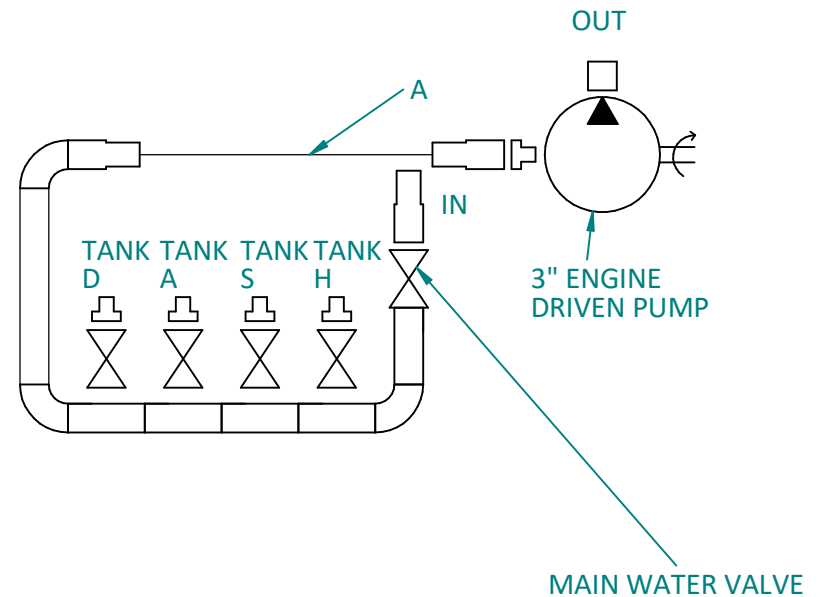 OUT
A
IN
TANK TANK TANK TANK
D A S H
3" ENGINE
DRIVEN PUMP
MAIN WATER VALVE